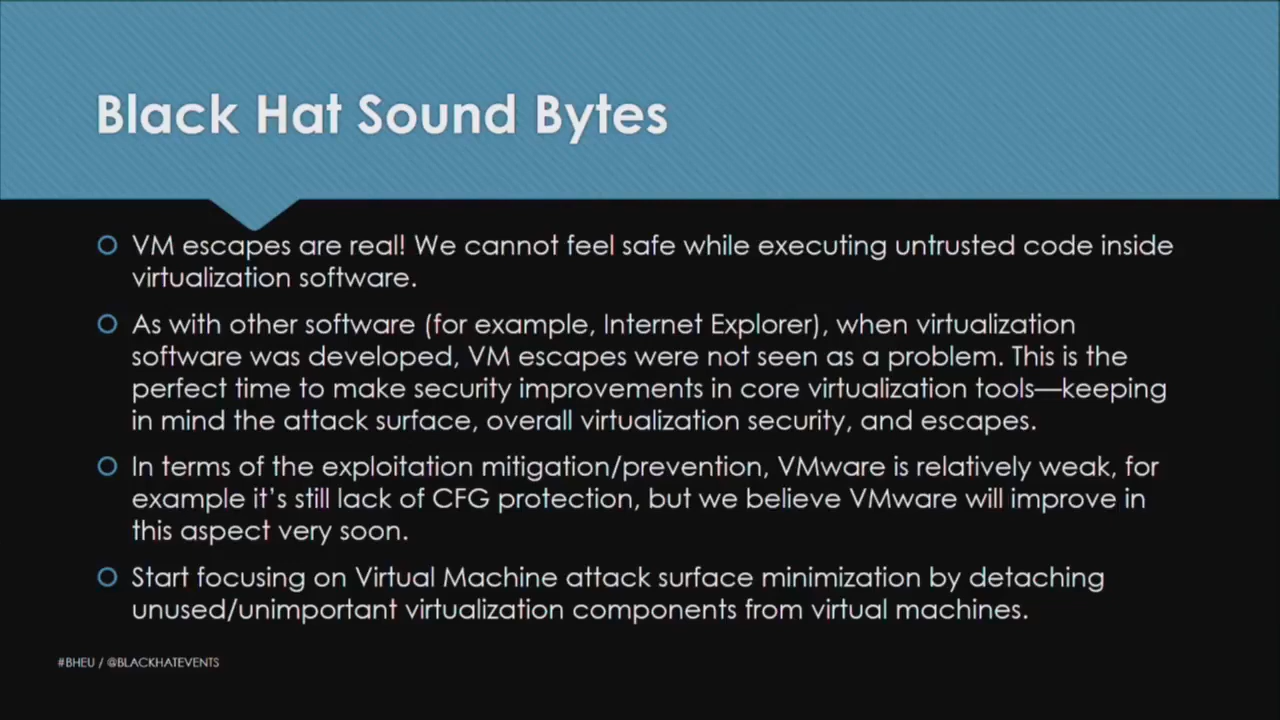 Black Hat Sound Bytes
VM escapes are real! We cannot feel safe while executing untrusted code inside
virtualization software.
As with other software (for example, Internet Explorer), when virtualization
software was developed, VM escapes were not seen as a problem. This is the
perfect time to make security improvements in core virtualization tools—keeping
in mind the attack surface, overall virtualization security, and escapes.
In terms of the exploitation mitigation/prevention, VMware is relatively weak, for
example it's still lack of CFG protection, but we believe VMware will improve in
this aspect very soon.
Start focusing on Virtual Machine attack surface minimization by detaching
unused/unimportant virtualization components from virtual machines.
#BHEU / @BLACKHATEVENTS